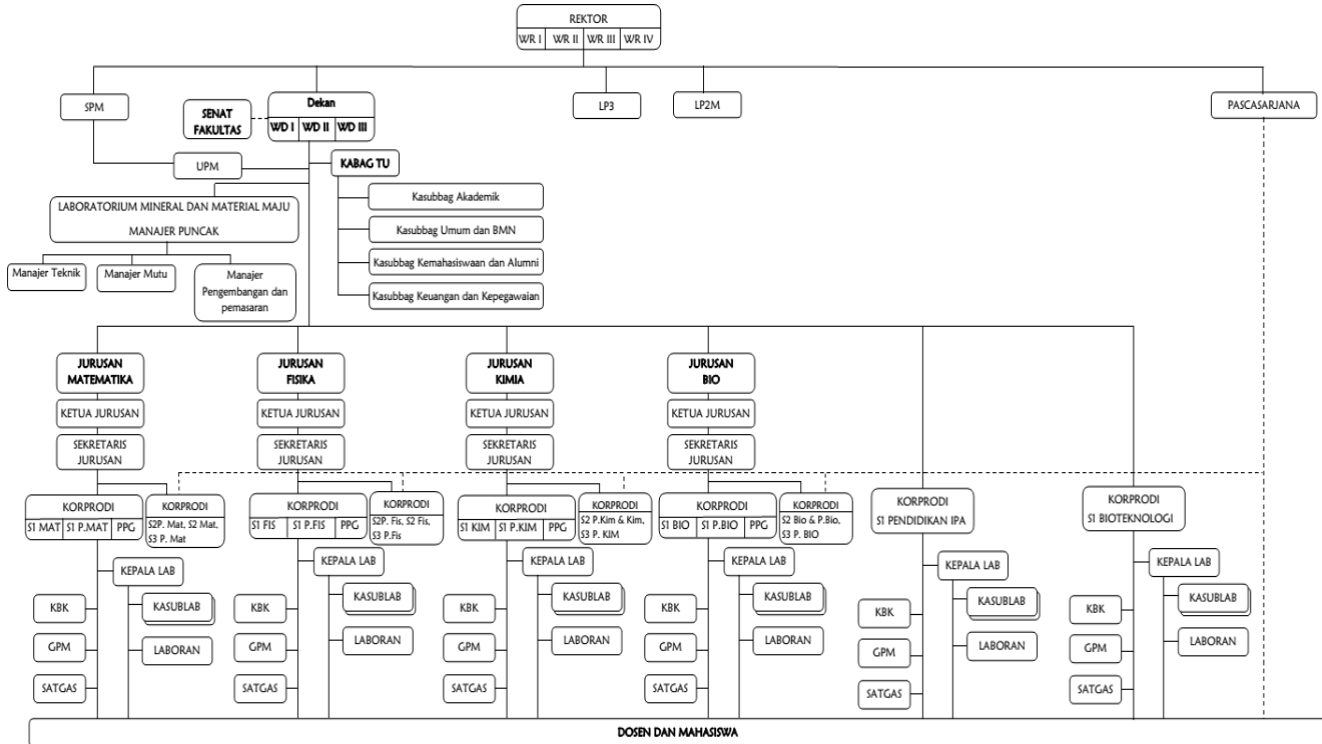 REKTOR
WR I WR II WR III WR IV
SPM
SENAT
FAKULTAS
Dekan
WD I WD II WD III
LP3
LP2M
PASCASARJANA
UPM
KABAG TU
Kasubbag Akademik
Kasubbag Umum dan BMN
Kasubbag Kemahasiswaan dan Alumni
Kasubbag Keuangan dan Kepegawaian
LABORATORIUM MINERAL DAN MATERIAL MAJU
MANAJER PUNCAK
Manajer Teknik
Manajer Mutu
Manajer
Pengembangan dan
pemasaran
JURUSAN
MATEMATIKA
KETUA JURUSAN
SEKRETARIS
JURUSAN
KORPRODI
S1 MAT S1 P.MAT PPG
KORPRODI
S2P. Mat, S2 Mat,
S3 P. Mat
KEPALA LAB
KASUBLAB
LABORAN
KBK
GPM
SATGAS
JURUSAN
FISIKA
KETUA JURUSAN
SEKRETARIS
JURUSAN
KORPRODI
S1 FIS S1 P.FIS PPG
KORPRODI
S2P. Fis, S2 Fis,
S3 P.Fis
KEPALA LAB
KASUBLAB
LABORAN
KBK
GPM
SATGAS
JURUSAN
KIMIA
KETUA JURUSAN
SEKRETARIS
JURUSAN
KORPRODI
S1 KIM S1 P.KIM PPG
KORPRODI
S2 P.Kim & Kim,
S3 P. KIM
KEPALA LAB
KASUBLAB
LABORAN
KBK
GPM
SATGAS
JURUSAN
BIO
KETUA JURUSAN
SEKRETARIS
JURUSAN
KORPRODI
S1 BIO S1 P.BIO PPG
KORPRODI
S2 Bio & P.Bio,
S3 P. BIO
KEPALA LAB
KASUBLAB
LABORAN
KBK
GPM
SATGAS
KORPRODI
S1 PENDIDIKAN IPA
KEPALA LAB
KASUBLAB
LABORAN
KBK
GPM
SATGAS
KORPRODI
S1 BIOTEKNOLOGI
KEPALA LAB
KASUBLAB
LABORAN
KBK
GPM
SATGAS
DOSEN DAN MAHASISWA